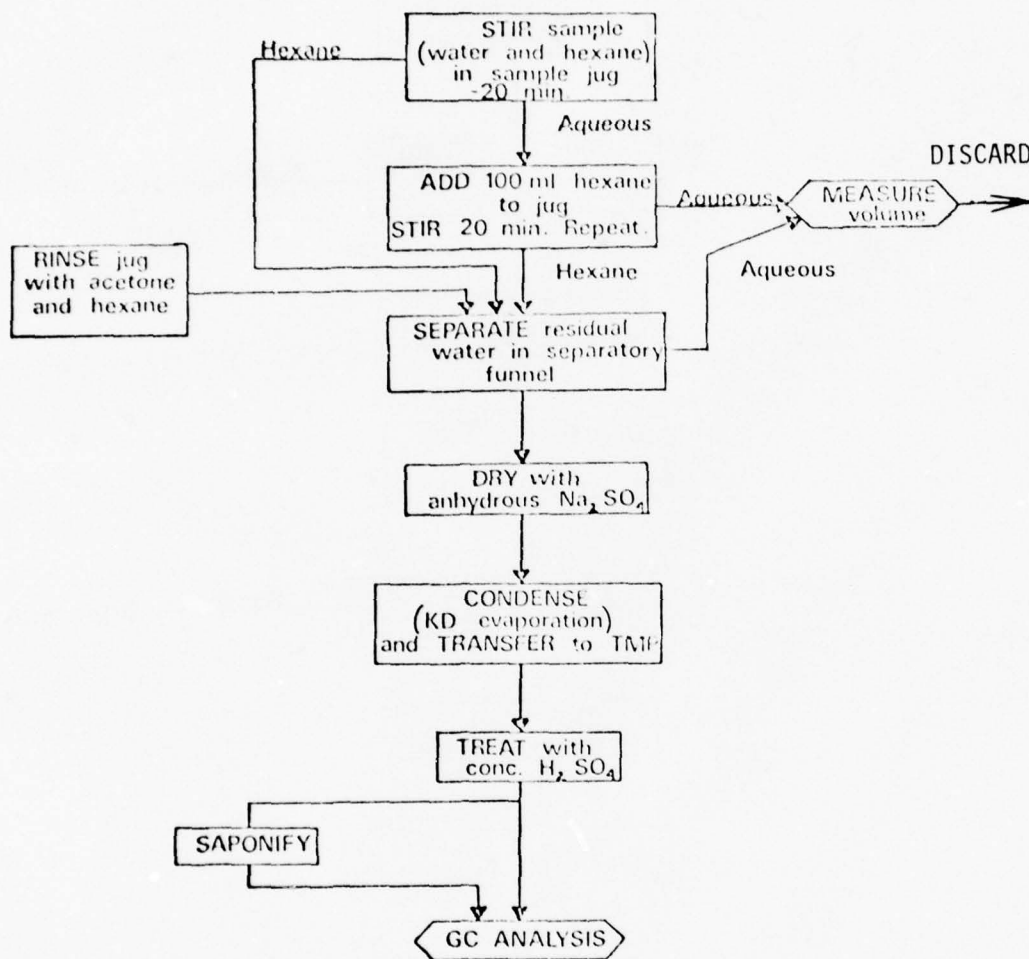 STIR sample
(water and hexane)
in sample jug
-20 min.
Hexane
Aqueous
DISCARD
ADD 100 ml hexane
to jug
STIR 20 min. Repeat.
Aqueous
MEASURE
volume
RINSE jug
with acetone
and hexane
Hexane
Aqueous
SEPARATE residual
water in separatory
funnel
DRY with
anhydrous Na₂SO₄
CONDENSE
(KD evaporation)
and TRANSFER to TMP
TREAT with
conc. H₂SO₄
SAPONIFY
GC ANALYSIS